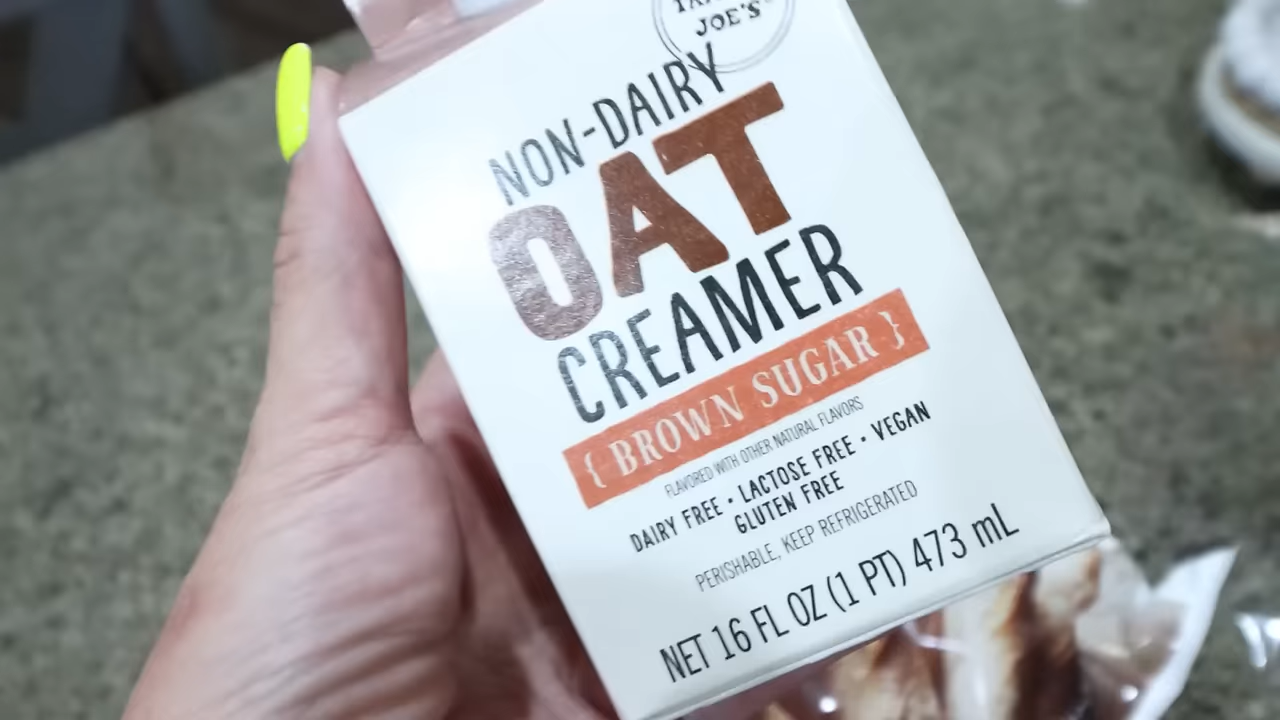 JOE'S
NON-DAIRY
OAT
CREAMER
{ BROWN SUGAR }
FLAVORED WITH OTHER NATURAL FLAVORS
DAIRY FREE • LACTOSE FREE • VEGAN
GLUTEN FREE
PERISHABLE, KEEP REFRIGERATED
NET 16 FL OZ (1 PT) 473 mL